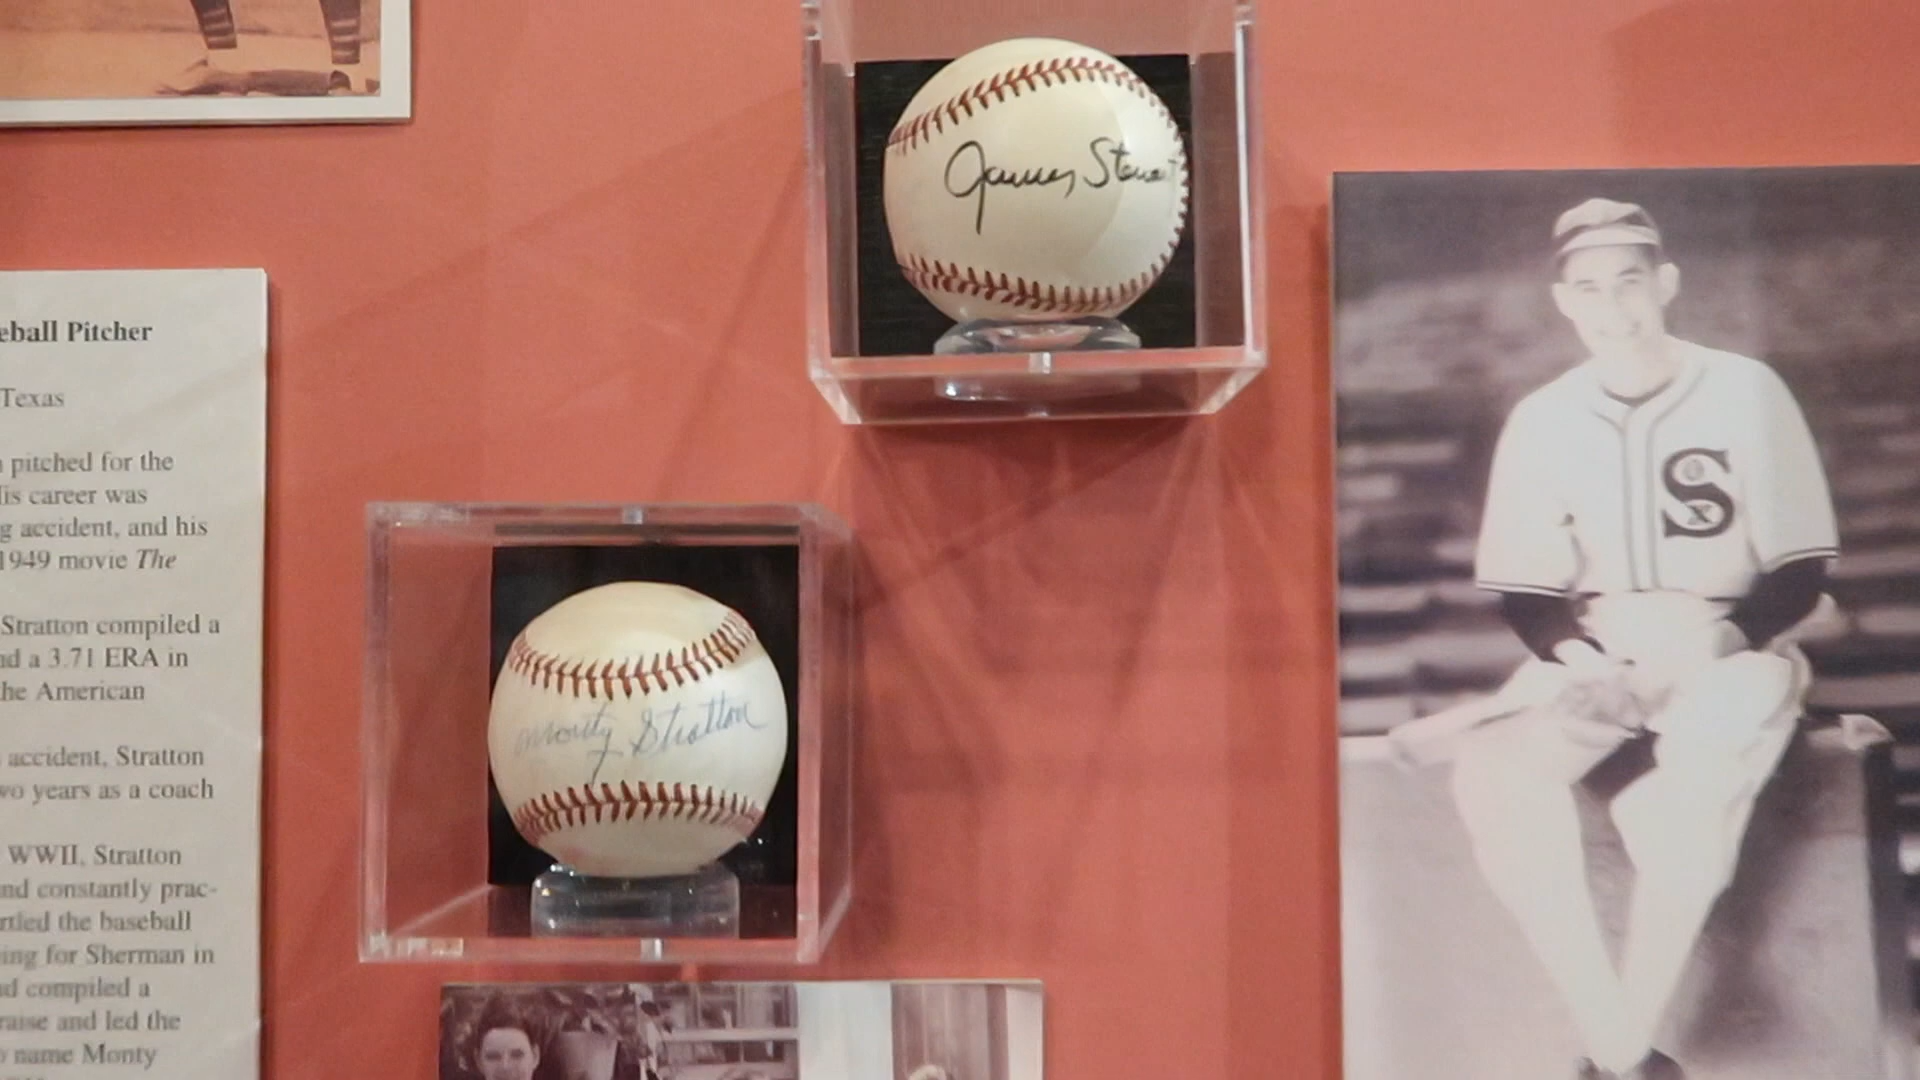 James Stewart
eball Pitcher
Texas
pitched for the
is career was
g accident, and his
1949 movie The
Stratton compiled a
nd a 3.71 ERA in
he American
accident, Stratton
wo years as a coach
WWII, Stratton
nd constantly prac-
rtled the baseball
ing for Sherman in
d compiled a
raise and led the
name Monty
Monty Stratton
SOX